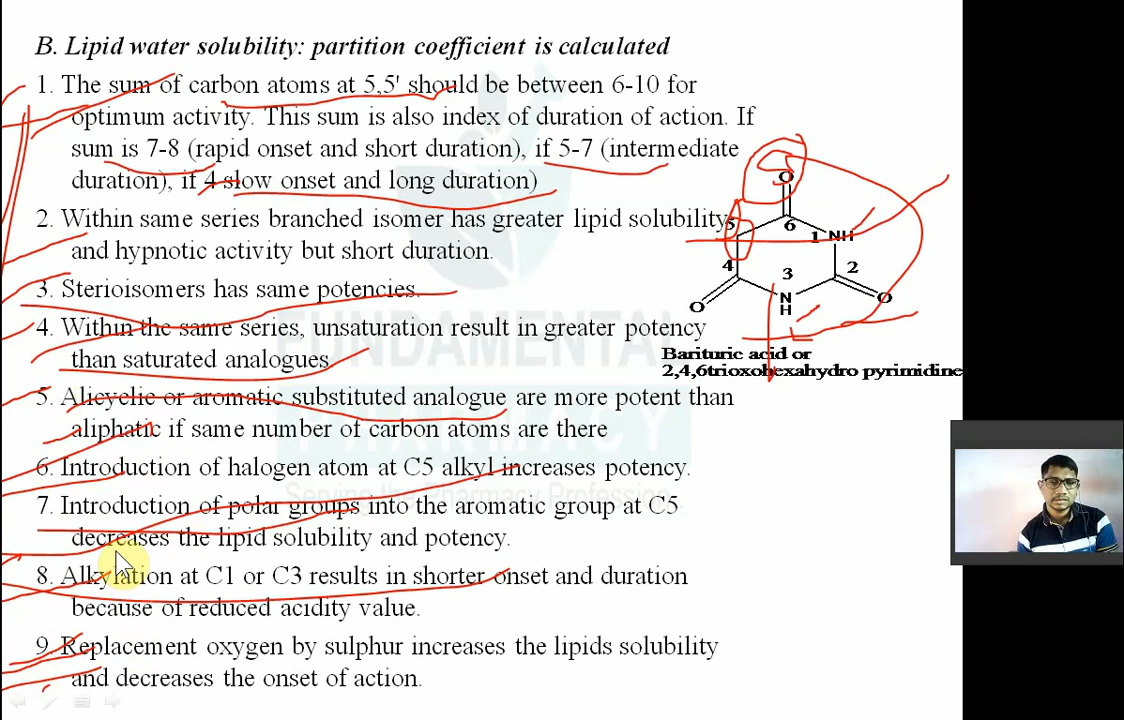 B. Lipid water solubility: partition coefficient is calculated
1. The sum of carbon atoms at 5,5' should be between 6-10 for
optimum activity. This sum is also index of duration of action. If
sum is 7-8 (rapid onset and short duration), if 5-7 (intermediate
duration), if 4 slow onset and long duration)
2. Within same series branched isomer has greater lipid solubility
and hypnotic activity but short duration.
3. Sterioisomers has same potencies.
4. Within the same series, unsaturation result in greater potency
than saturated analogues
5. Alicyclic or aromatic substituted analogue are more potent than
aliphatic if same number of carbon atoms are there
6. Introduction of halogen atom at C5 alkyl increases potency.
7. Introduction of polar groups into the aromatic group at C5
decreases the lipid solubility and potency.
8. Alkylation at C1 or C3 results in shorter onset and duration
because of reduced acidity value.
9. Replacement oxygen by sulphur increases the lipids solubility
and decreases the onset of action.
O
5
6
1 NH
4
3
2
O
N
H
O
Barituric acid or
2,4,6trioxohexahydro pyrimidine
FUNDAMENTAL
PHARMACY
Serving the Pharmacy Profession